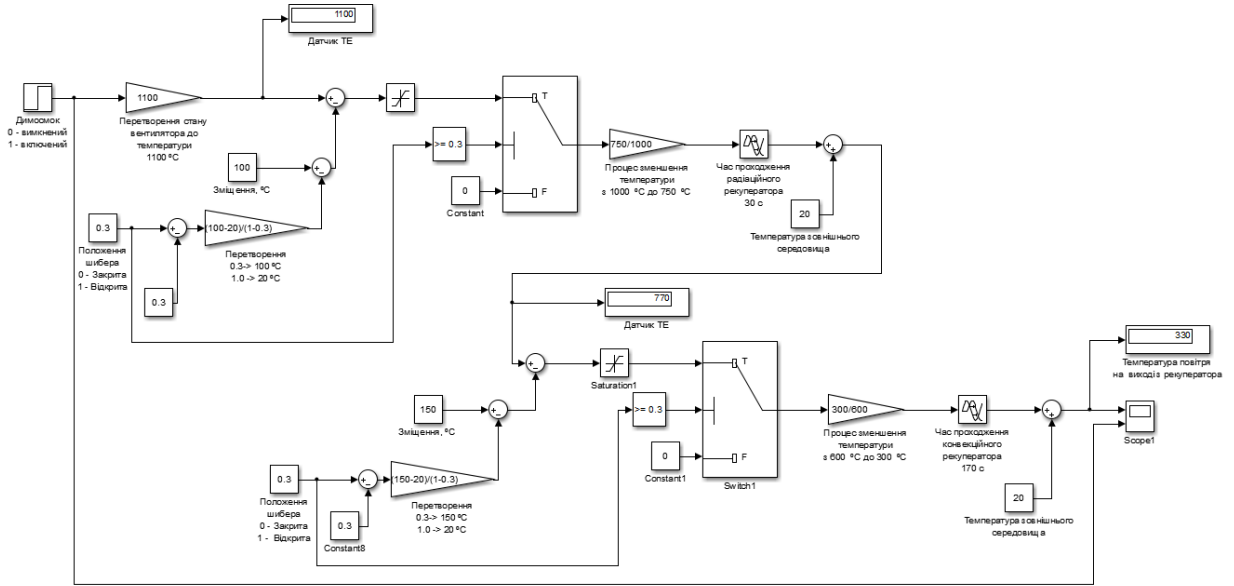 1100
Датчик ТЕ
1100
Димосмок
0 - вимкнений
1 - включений
Перетворення стану
вентилятора до
температури
1100 ºС
T
>= 0.3
F
750/1000
Процес зменшення
температури
з 1000 ºС до 750 ºС
Час проходження
радіаційного
рекуператора
30 с
100
Зміщення, ºС
0
Constant
20
Температура зовнішнього
середовища
0.3
Положення
шибера
0 - Закрита
1 - Відкрита
(100-20)/(1-0.3)
Перетворення
0.3-> 100 ºС
1.0 -> 20 ºС
0.3
770
Датчик ТЕ
330
Температура повітря
на виході з рекуператора
Saturation1
T
>= 0.3
F
Switch1
300/600
Процес зменшення
температури
з 600 ºС до 300 ºС
Час проходження
конвекційного
рекуператора
170 с
Scope1
150
Зміщення, ºС
0
Constant1
20
Температура зовнішнього
середовища
0.3
Положення
шибера
0 - Закрита
1 - Відкрита
(150-20)/(1-0.3)
Перетворення
0.3-> 150 ºС
1.0 -> 20 ºС
0.3
Constant8